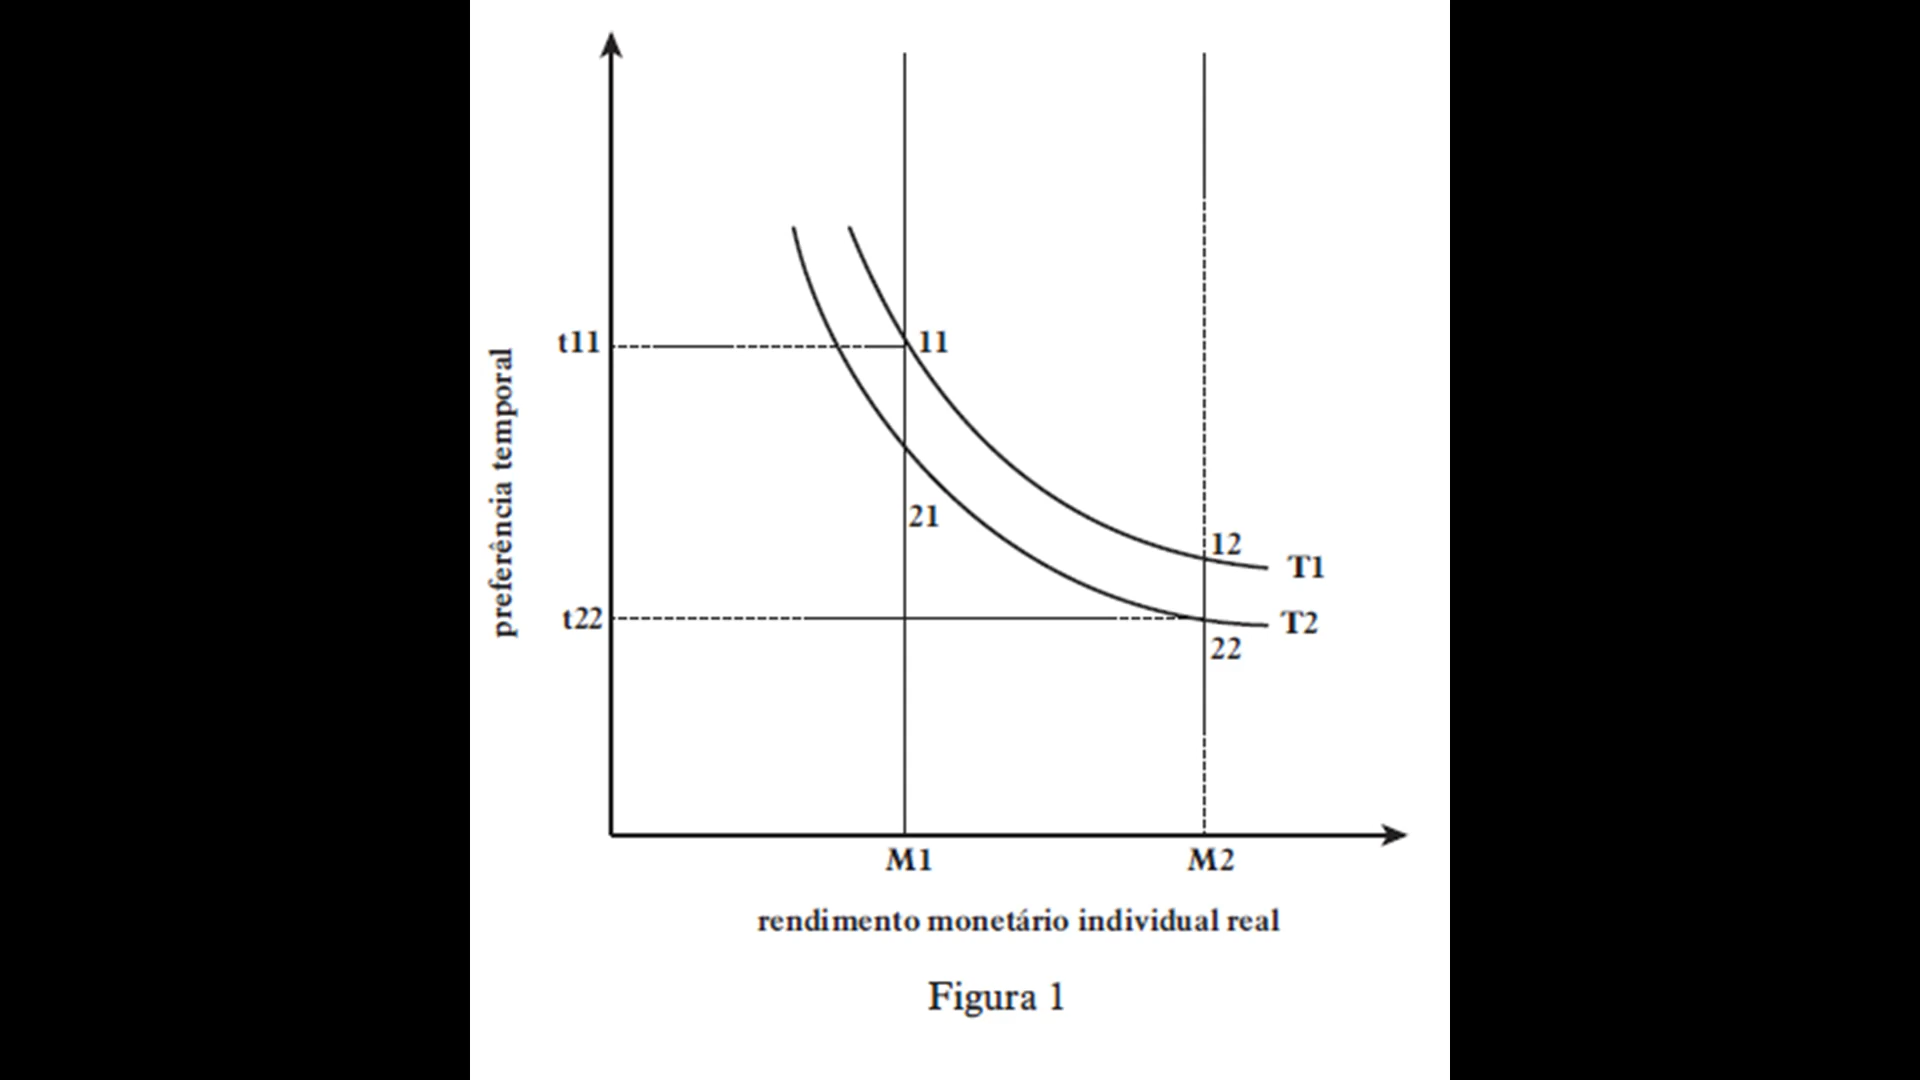 t11
11
preferência temporal
21
12
T1
t22
T2
22
M1
M2
rendimento monetário individual real
Figura 1